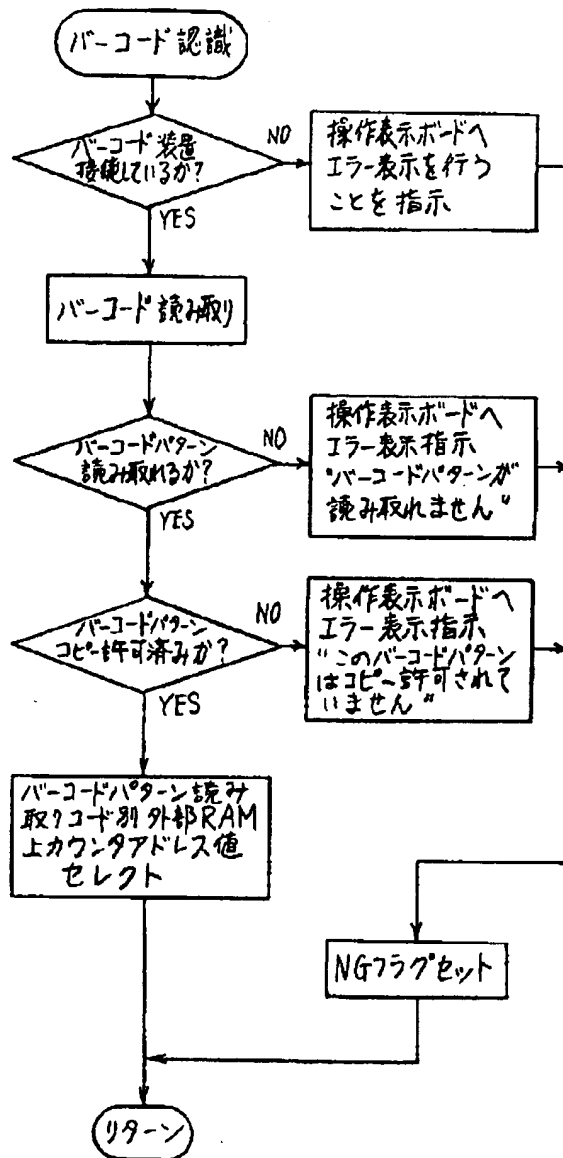 バーコード認識
バーコード装置
接続しているか?
NO
操作表示ボードへ
エラー表示を行う
ことを指示
YES
バーコード読み取り
バーコードパターン
読み取れるか?
NO
操作表示ボードへ
エラー表示指示
"バーコードパターンが
読み取れません"
YES
バーコードパターン
コピー許可済みか?
NO
操作表示ボードへ
エラー表示指示
"このバーコードパターン
はコピー許可されて
いません"
YES
バーコードパターン読み
取りコード別外部RAM
上カウンタアドレス値
セレクト
NGフラグセット
リターン